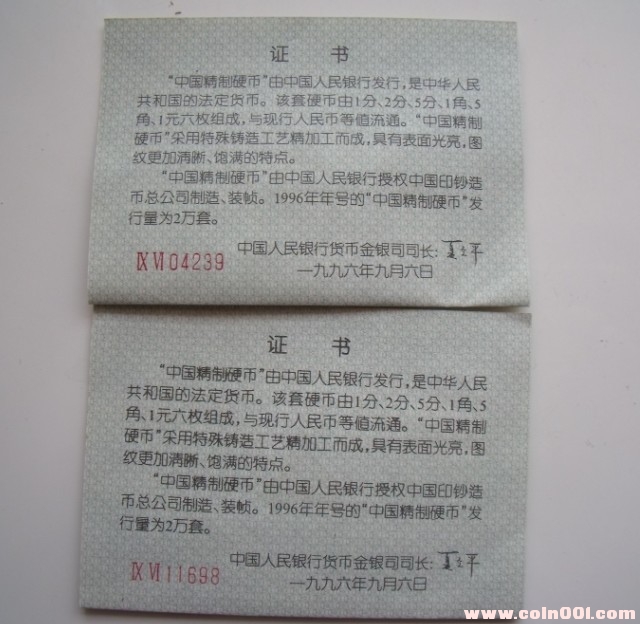 证 书
“中国精制硬币”由中国人民银行发行，是中华人民
共和国的法定货币。该套硬币由1分、2分、5分、1角、5
角、1元六枚组成，与现行人民币等值流通。“中国精制
硬币”采用特殊铸造工艺精加工而成，具有表面光亮，图
纹更加清晰、饱满的特点。
“中国精制硬币”由中国人民银行授权中国印钞造
币总公司制造、装帧。1996年年号的“中国精制硬币”发
行量为2万套。
中国人民银行货币金银司司长：
ⅨⅥ04239
一九九六年九月六日
证 书
“中国精制硬币”由中国人民银行发行，是中华人民
共和国的法定货币。该套硬币由1分、2分、5分、1角、5
角、1元六枚组成，与现行人民币等值流通。“中国精制
硬币”采用特殊铸造工艺精加工而成，具有表面光亮，图
纹更加清晰、饱满的特点。
“中国精制硬币”由中国人民银行授权中国印钞造
币总公司制造、装帧。1996年年号的“中国精制硬币”发
行量为2万套。
中国人民银行货币金银司司长：
ⅨⅥ11698
一九九六年九月六日
www.coin001.com